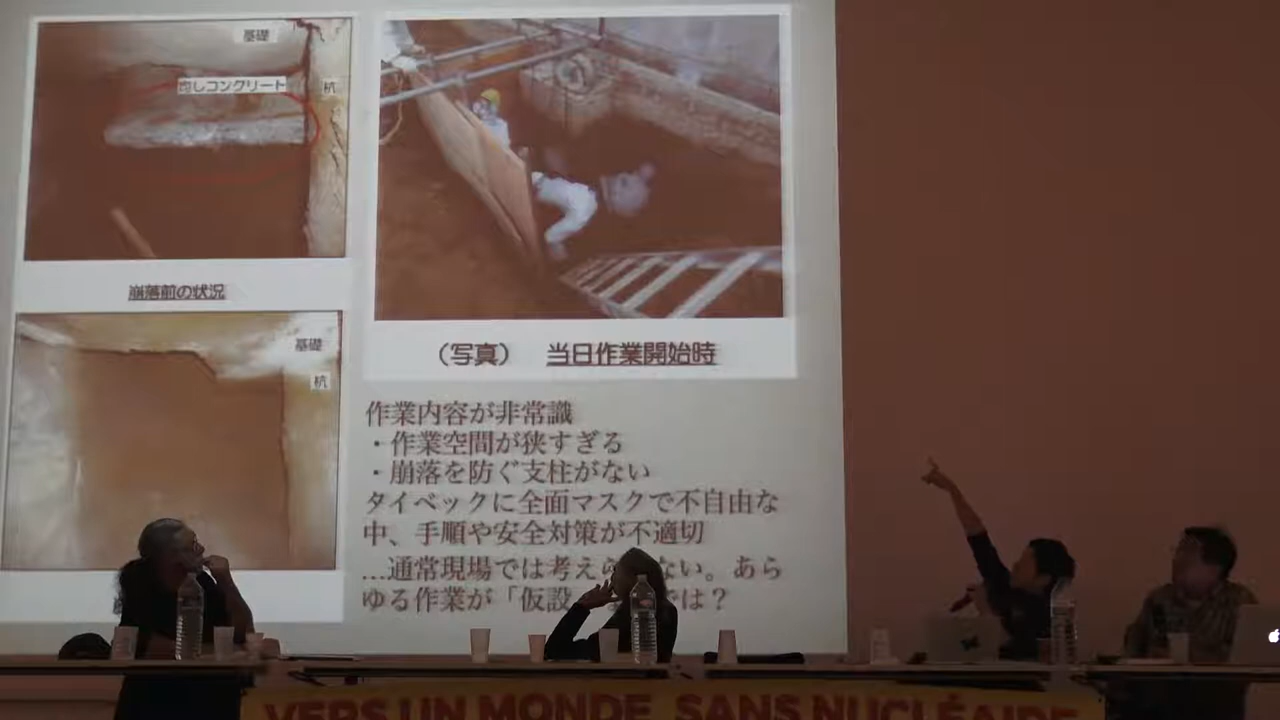 基礎
均しコンクリート
杭
崩落前の状況
基礎
杭
（写真） 当日作業開始時
作業内容が非常識
・作業空間が狭すぎる
・崩落を防ぐ支柱がない
タイベックに全面マスクで不自由な
中、手順や安全対策が不適切
…通常現場では考えら ない。あら
ゆる作業が「仮設 では？
VERS UN MONDE SANS NUCLÉAIRE